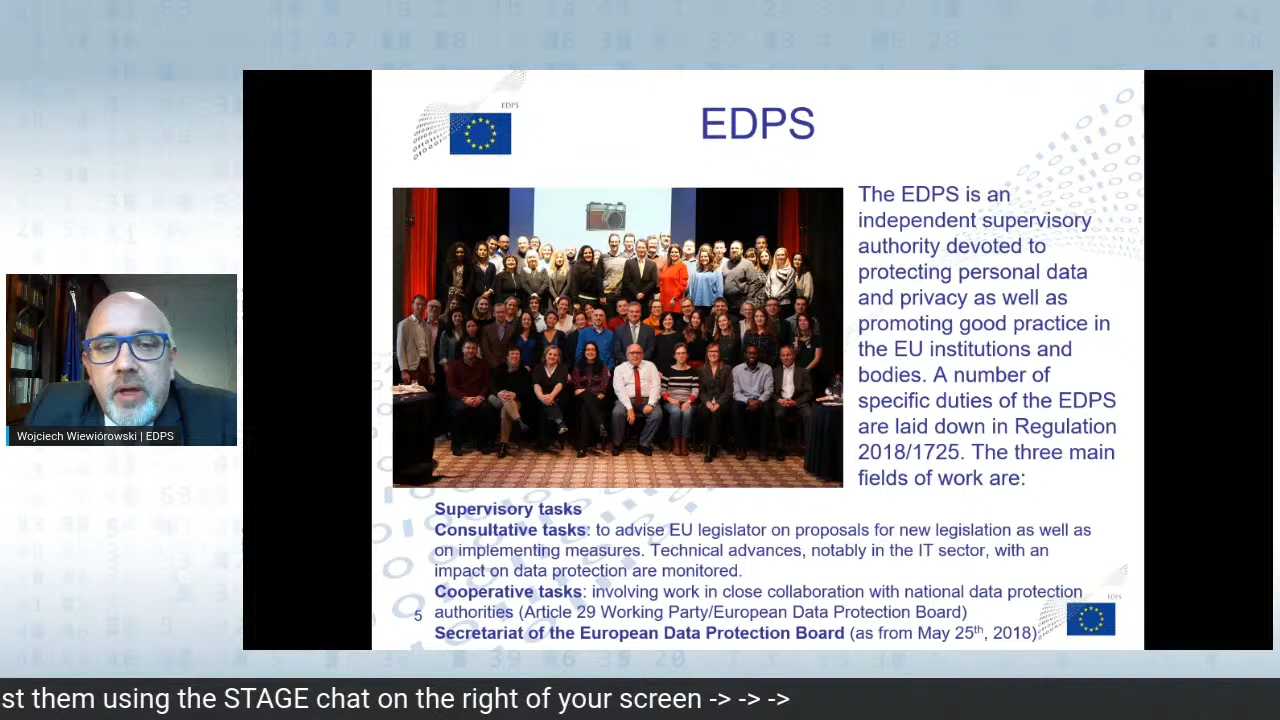 EDPS
EDPS
The EDPS is an
independent supervisory
authority devoted to
protecting personal data
and privacy as well as
promoting good practice in
the EU institutions and
bodies. A number of
specific duties of the EDPS
are laid down in Regulation
2018/1725. The three main
fields of work are:
Wojciech Wiewiórowski | EDPS
Supervisory tasks
Consultative tasks: to advise EU legislator on proposals for new legislation as well as
on implementing measures. Technical advances, notably in the IT sector, with an
impact on data protection are monitored.
Cooperative tasks: involving work in close collaboration with national data protection
authorities (Article 29 Working Party/European Data Protection Board)
Secretariat of the European Data Protection Board (as from May 25th, 2018)
5
EDPS
st them using the STAGE chat on the right of your screen -> -> ->